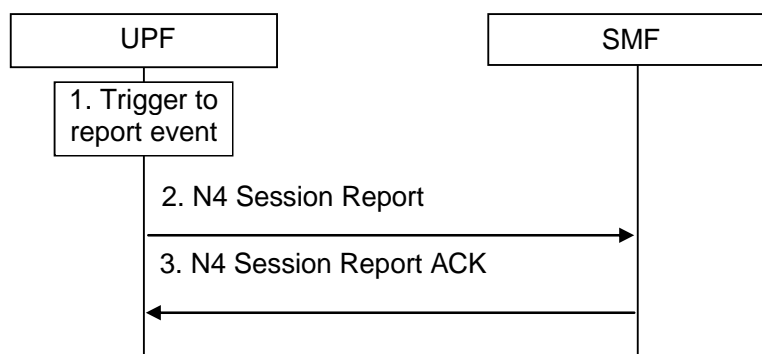 UPF
SMF
1. Trigger to
report event
2. N4 Session Report
3. N4 Session Report ACK